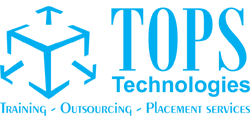 TOPS
Technologies
Training - Outsourcing - Placement services